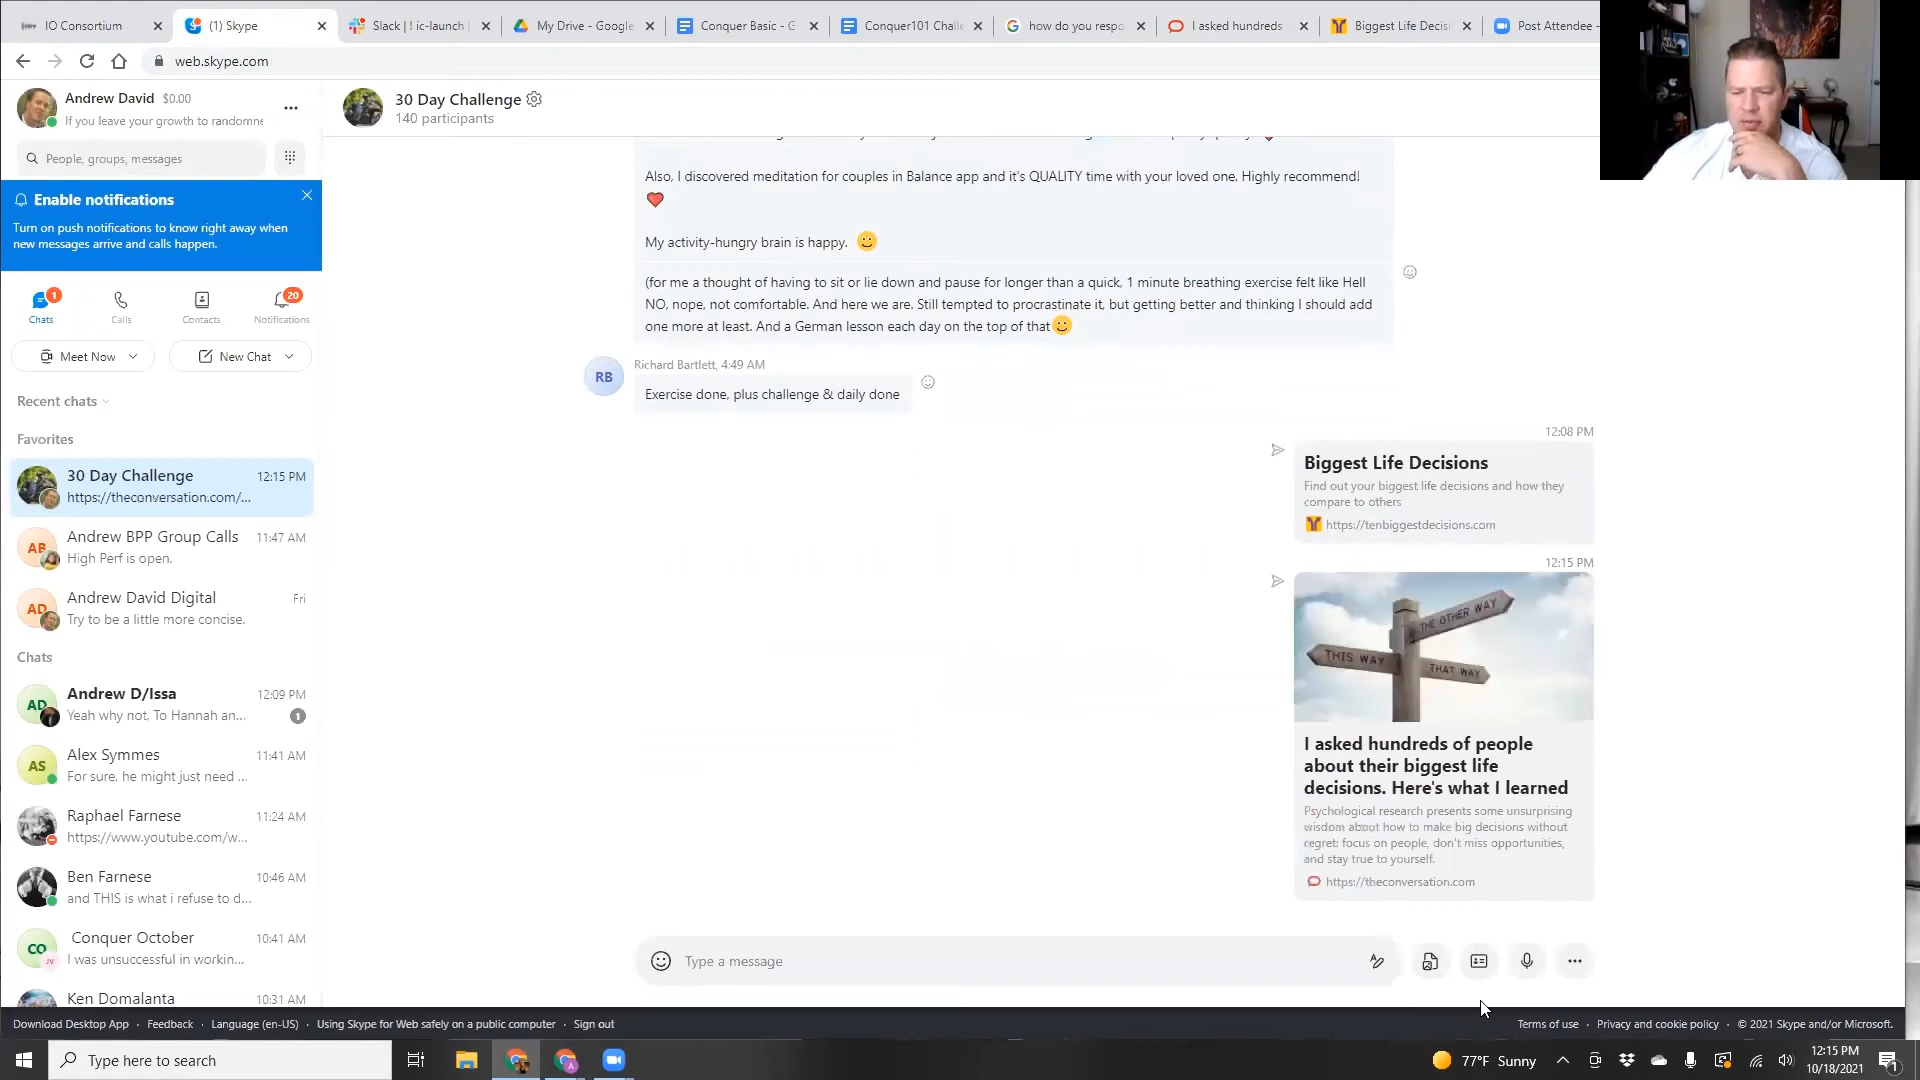 IO Consortium
(1) Skype
Slack | ! ic-launch |
My Drive - Google
Conquer Basic - G
Conquer101 Chall
how do you respo
I asked hundreds
Biggest Life Decisi
Post Attendee -
web.skype.com
Andrew David $0.00
If you leave your growth to randomne
People, groups, messages
Enable notifications
Turn on push notifications to know right away when
new messages arrive and calls happen.
1
20
Chats
Calls
Contacts
Notifications
Meet Now
New Chat
Recent chats
Favorites
30 Day Challenge 12:15 PM
https://theconversation.com/...
AB
Andrew BPP Group Calls 11:47 AM
High Perf is open.
AD
Andrew David Digital Fri
Try to be a little more concise.
Chats
AD
Andrew D/Issa 12:09 PM
Yeah why not, To Hannah an... 1
AS
Alex Symmes 11:41 AM
For sure, he might just need ...
Raphael Farnese 11:24 AM
https://www.youtube.com/w...
Ben Farnese 10:46 AM
and THIS is what i refuse to d...
CO
JV
Conquer October 10:41 AM
I was unsuccessful in workin...
Ken Domalanta 10:31 AM
30 Day Challenge
140 participants
Also, I discovered meditation for couples in Balance app and it's QUALITY time with your loved one. Highly recommend!
My activity-hungry brain is happy.
(for me a thought of having to sit or lie down and pause for longer than a quick, 1 minute breathing exercise felt like Hell
NO, nope, not comfortable. And here we are. Still tempted to procrastinate it, but getting better and thinking I should add
one more at least. And a German lesson each day on the top of that
RB
Richard Bartlett, 4:49 AM
Exercise done, plus challenge & daily done
12:08 PM
Biggest Life Decisions
Find out your biggest life decisions and how they
compare to others
https://tenbiggestdecisions.com
12:15 PM
THE OTHER WAY
THIS WAY
THAT WAY
I asked hundreds of people
about their biggest life
decisions. Here's what I learned
Psychological research presents some unsurprising
wisdom about how to make big decisions without
regret: focus on people, don't miss opportunities,
and stay true to yourself.
https://theconversation.com
Type a message
Download Desktop App · Feedback · Language (en-US) · Using Skype for Web safely on a public computer · Sign out
Terms of use · Privacy and cookie policy · © 2021 Skype and/or Microsoft.
Type here to search
77°F Sunny
12:15 PM
10/18/2021
1